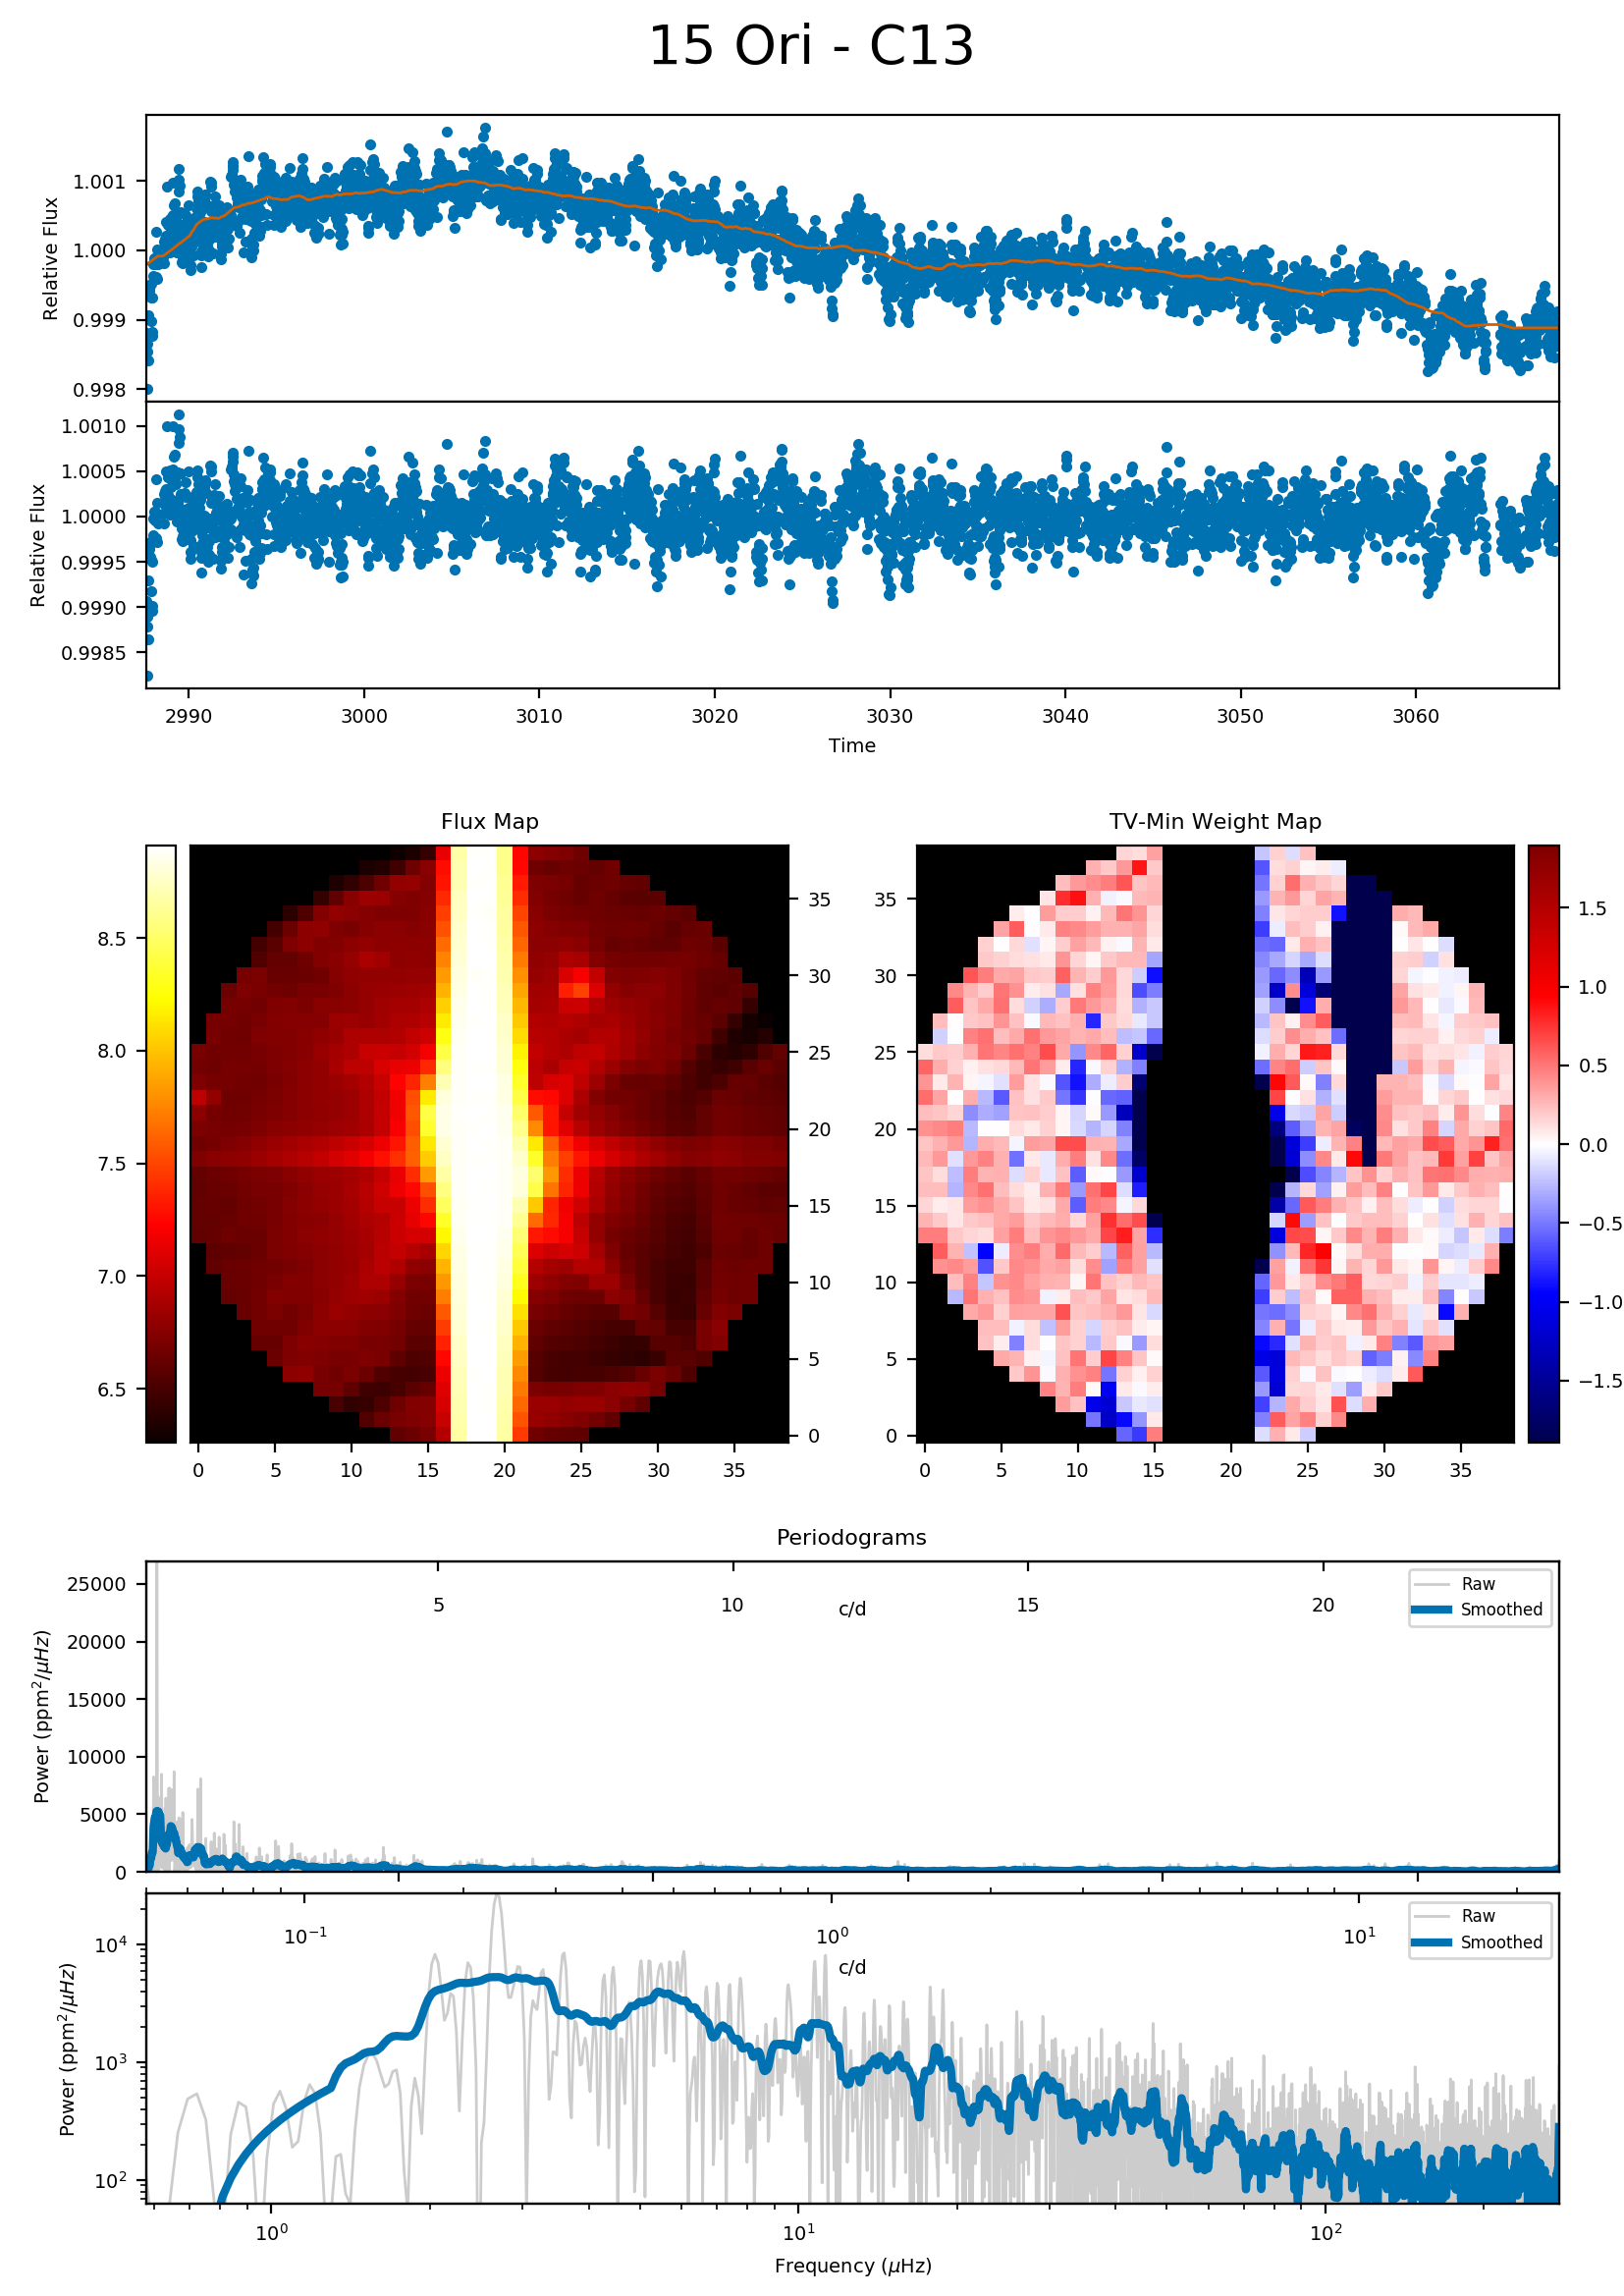 15 Ori - C13
Relative Flux
1.001
1.000
0.999
0.998
Relative Flux
1.0010
1.0005
1.0000
0.9995
0.9990
0.9985
2990 3000 3010 3020 3030 3040 3050 3060
Time
Flux Map
TV-Min Weight Map
8.5
8.0
7.5
7.0
6.5
35
30
25
20
15
10
5
0
0 5 10 15 20 25 30 35
35
30
25
20
15
10
5
0
0 5 10 15 20 25 30 35
1.5
1.0
0.5
0.0
−0.5
−1.0
−1.5
Periodograms
Power (ppm²/μHz)
25000
20000
15000
10000
5000
0
5 10 15 20
c/d
Raw
Smoothed
Power (ppm²/μHz)
10⁴
10³
10²
10⁻¹ 10⁰ 10¹
c/d
Raw
Smoothed
10⁰ 10¹ 10²
Frequency (μHz)